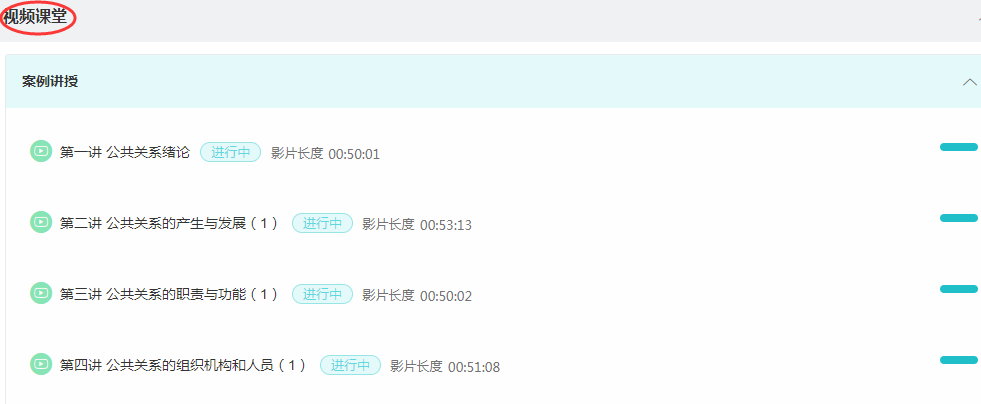 视频课堂
案例讲授
第一讲 公共关系绪论 进行中 影片长度 00:50:01
第二讲 公共关系的产生与发展（1） 进行中 影片长度 00:53:13
第三讲 公共关系的职责与功能（1） 进行中 影片长度 00:50:02
第四讲 公共关系的组织机构和人员（1） 进行中 影片长度 00:51:08